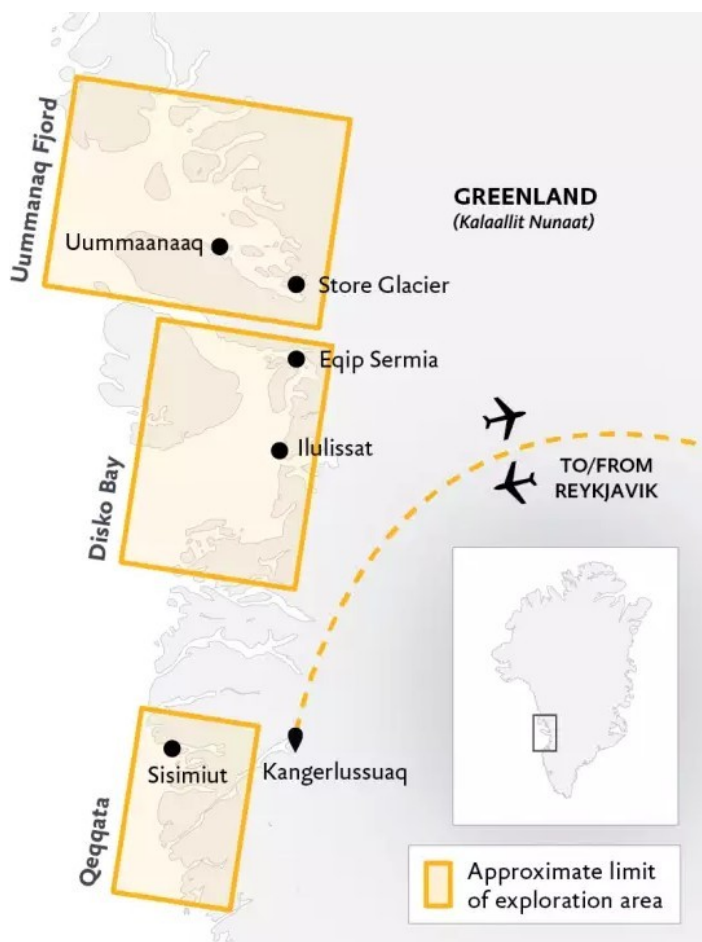 Uummanaq Fjord
Uummaanaaq
Store Glacier
GREENLAND
(Kalaallit Nunaat)
Eqip Sermia
Ilulissat
Disko Bay
TO/FROM
REYKJAVIK
Sisimiut
Kangerlussuaq
Qeqqata
Approximate limit
of exploration area